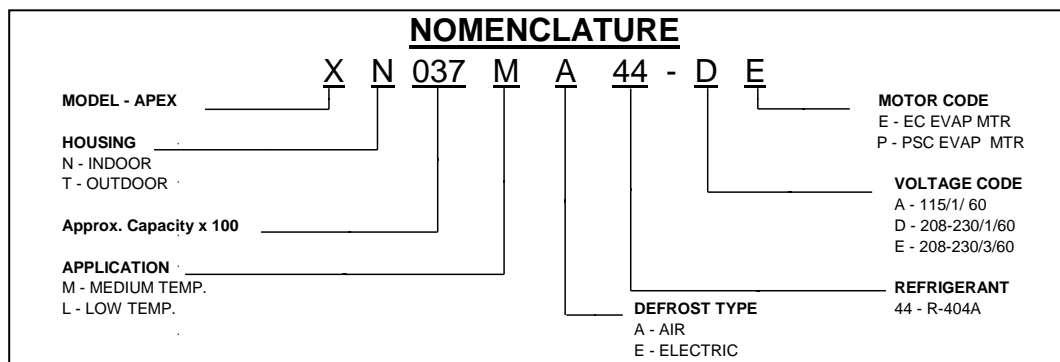 NOMENCLATURE
X N 037 M A 44 - D E
MODEL - APEX
HOUSING
N - INDOOR
T - OUTDOOR
Approx. Capacity x 100
APPLICATION
M - MEDIUM TEMP.
L - LOW TEMP.
DEFROST TYPE
A - AIR
E - ELECTRIC
MOTOR CODE
E - EC EVAP MTR
P - PSC EVAP MTR
VOLTAGE CODE
A - 115/1/ 60
D - 208-230/1/60
E - 208-230/3/60
REFRIGERANT
44 - R-404A